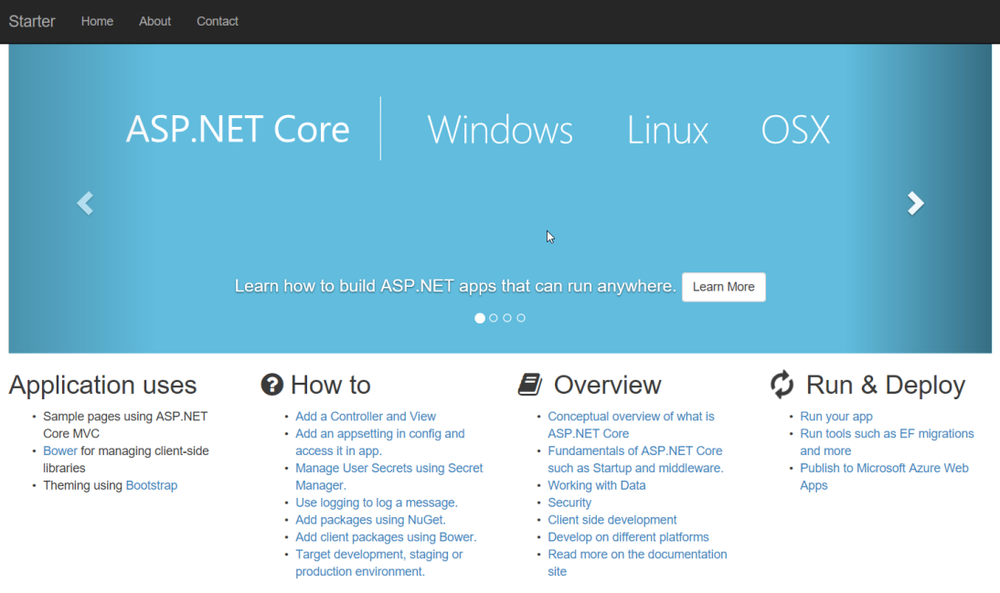 Starter Home About Contact
ASP.NET Core Windows Linux OSX
Learn how to build ASP.NET apps that can run anywhere. Learn More
Application uses
Sample pages using ASP.NET
Core MVC
Bower for managing client-side
libraries
Theming using Bootstrap
How to
Add a Controller and View
Add an appsetting in config and
access it in app.
Manage User Secrets using Secret
Manager.
Use logging to log a message.
Add packages using NuGet.
Add client packages using Bower.
Target development, staging or
production environment.
Overview
Conceptual overview of what is
ASP.NET Core
Fundamentals of ASP.NET Core
such as Startup and middleware.
Working with Data
Security
Client side development
Develop on different platforms
Read more on the documentation
site
Run & Deploy
Run your app
Run tools such as EF migrations
and more
Publish to Microsoft Azure Web
Apps